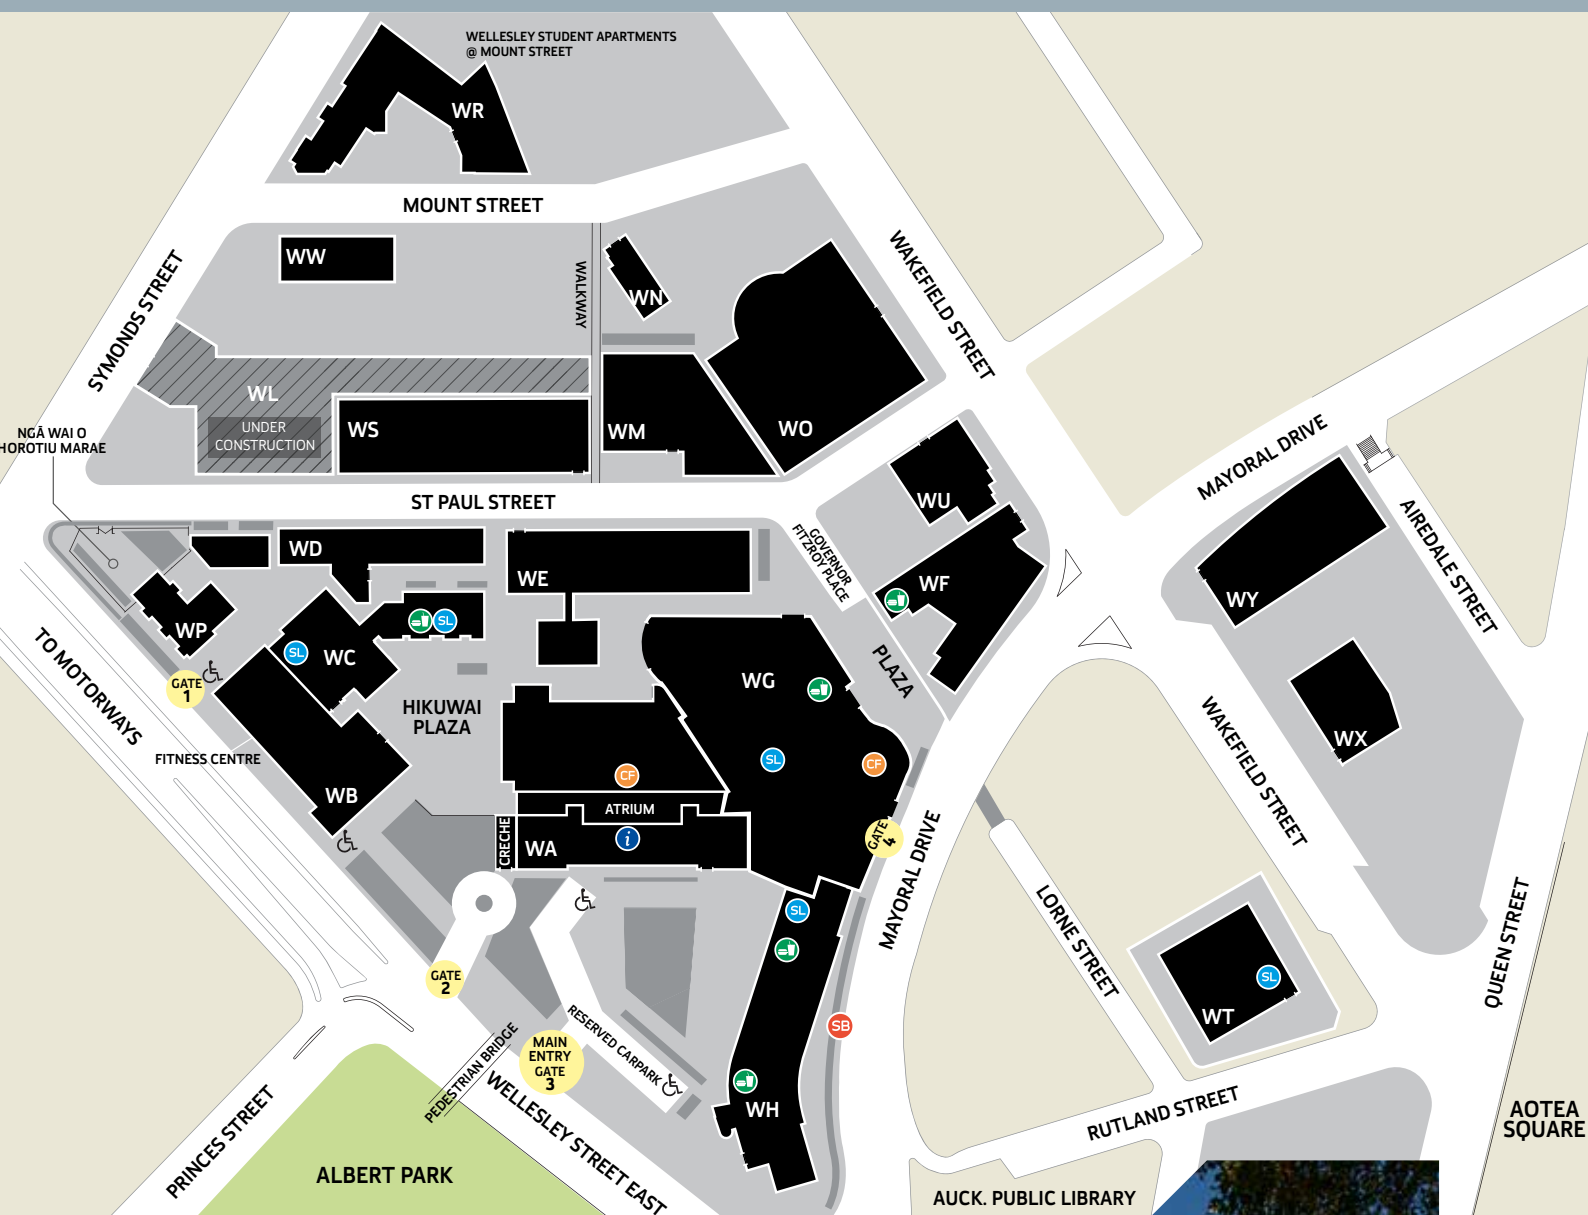 WELLESLEY STUDENT APARTMENTS
@ MOUNT STREET
WR
MOUNT STREET
WW
WALKWAY
WN
WAKEFIELD STREET
SYMONDS STREET
WL
UNDER
CONSTRUCTION
WS
WM
WO
NGĀ WAI O
HOROTIU MARAE
MAYORAL DRIVE
ST PAUL STREET
WU
GOVERNOR
FITZROY PLACE
AIREDALE STREET
WD
WE
WF
WY
WP
SL
SL
WC
TO MOTORWAYS
GATE
1
WG
PLAZA
HIKUWAI
PLAZA
WX
FITNESS CENTRE
SL
CF
CF
WAKEFIELD STREET
WB
ATRIUM
CRECHE
WA
i
GATE
4
MAYORAL DRIVE
SL
LORNE STREET
QUEEN STREET
GATE
2
SL
WT
RESERVED CARPARK
SB
MAIN
ENTRY
GATE
3
PEDESTRIAN BRIDGE
WH
WELLESLEY STREET EAST
RUTLAND STREET
AOTEA
SQUARE
PRINCES STREET
ALBERT PARK
AUCK. PUBLIC LIBRARY